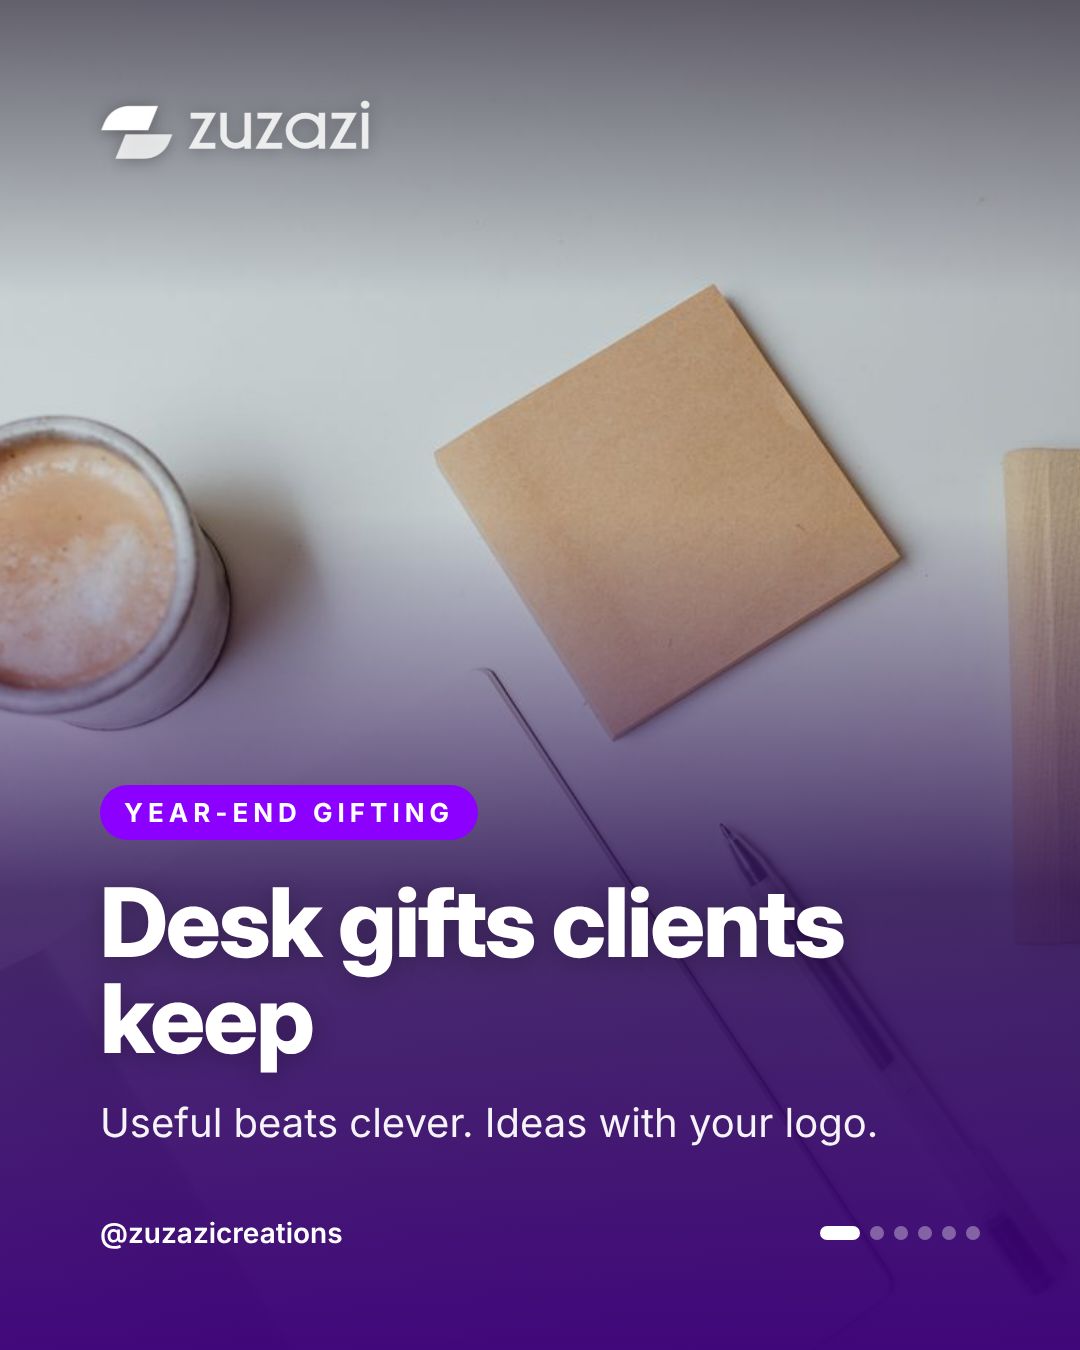 zuzazi
YEAR-END GIFTING
Desk gifts clients
keep
Useful beats clever. Ideas with your logo.
@zuzazicreations